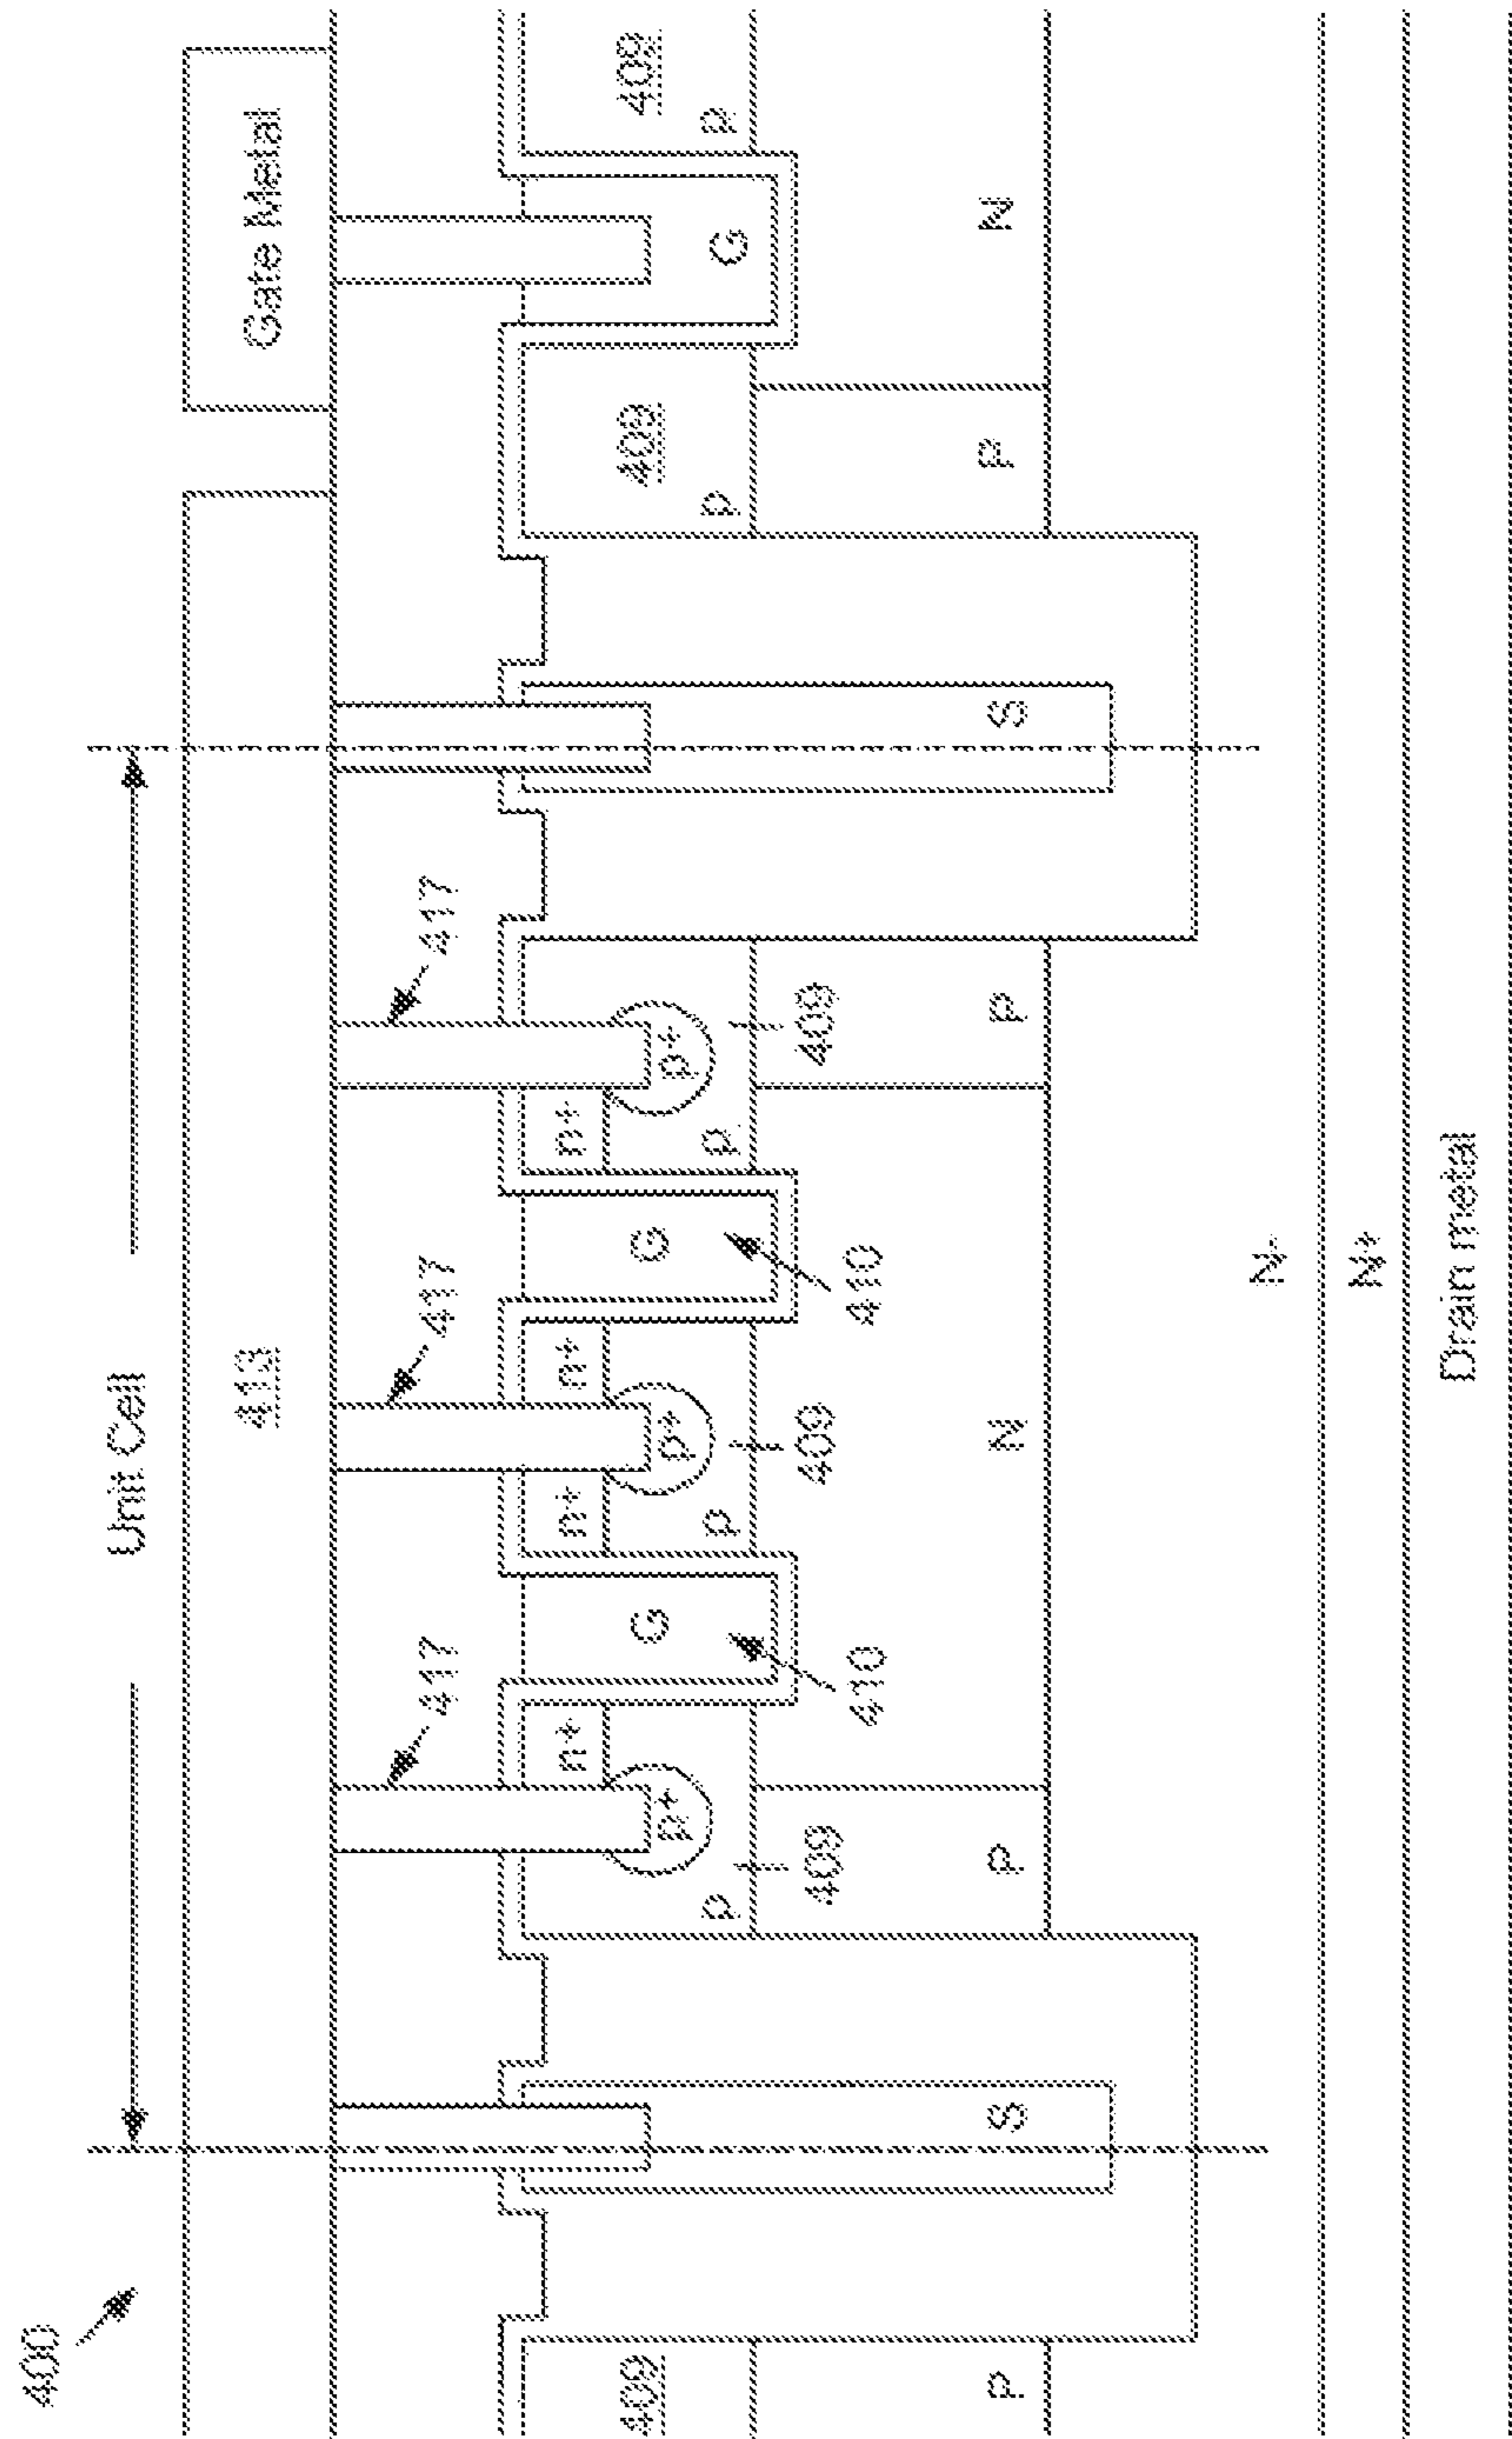 400
Unit Cell
413
Gate Metal
417
417
417
n+
n+
n+
n+
409
G
G
409
409
p+
p+
p+
p
p
p
p
G
p
409
409
409
410
410
P
S
P
N
P
S
P
N
N-
N+
Drain metal